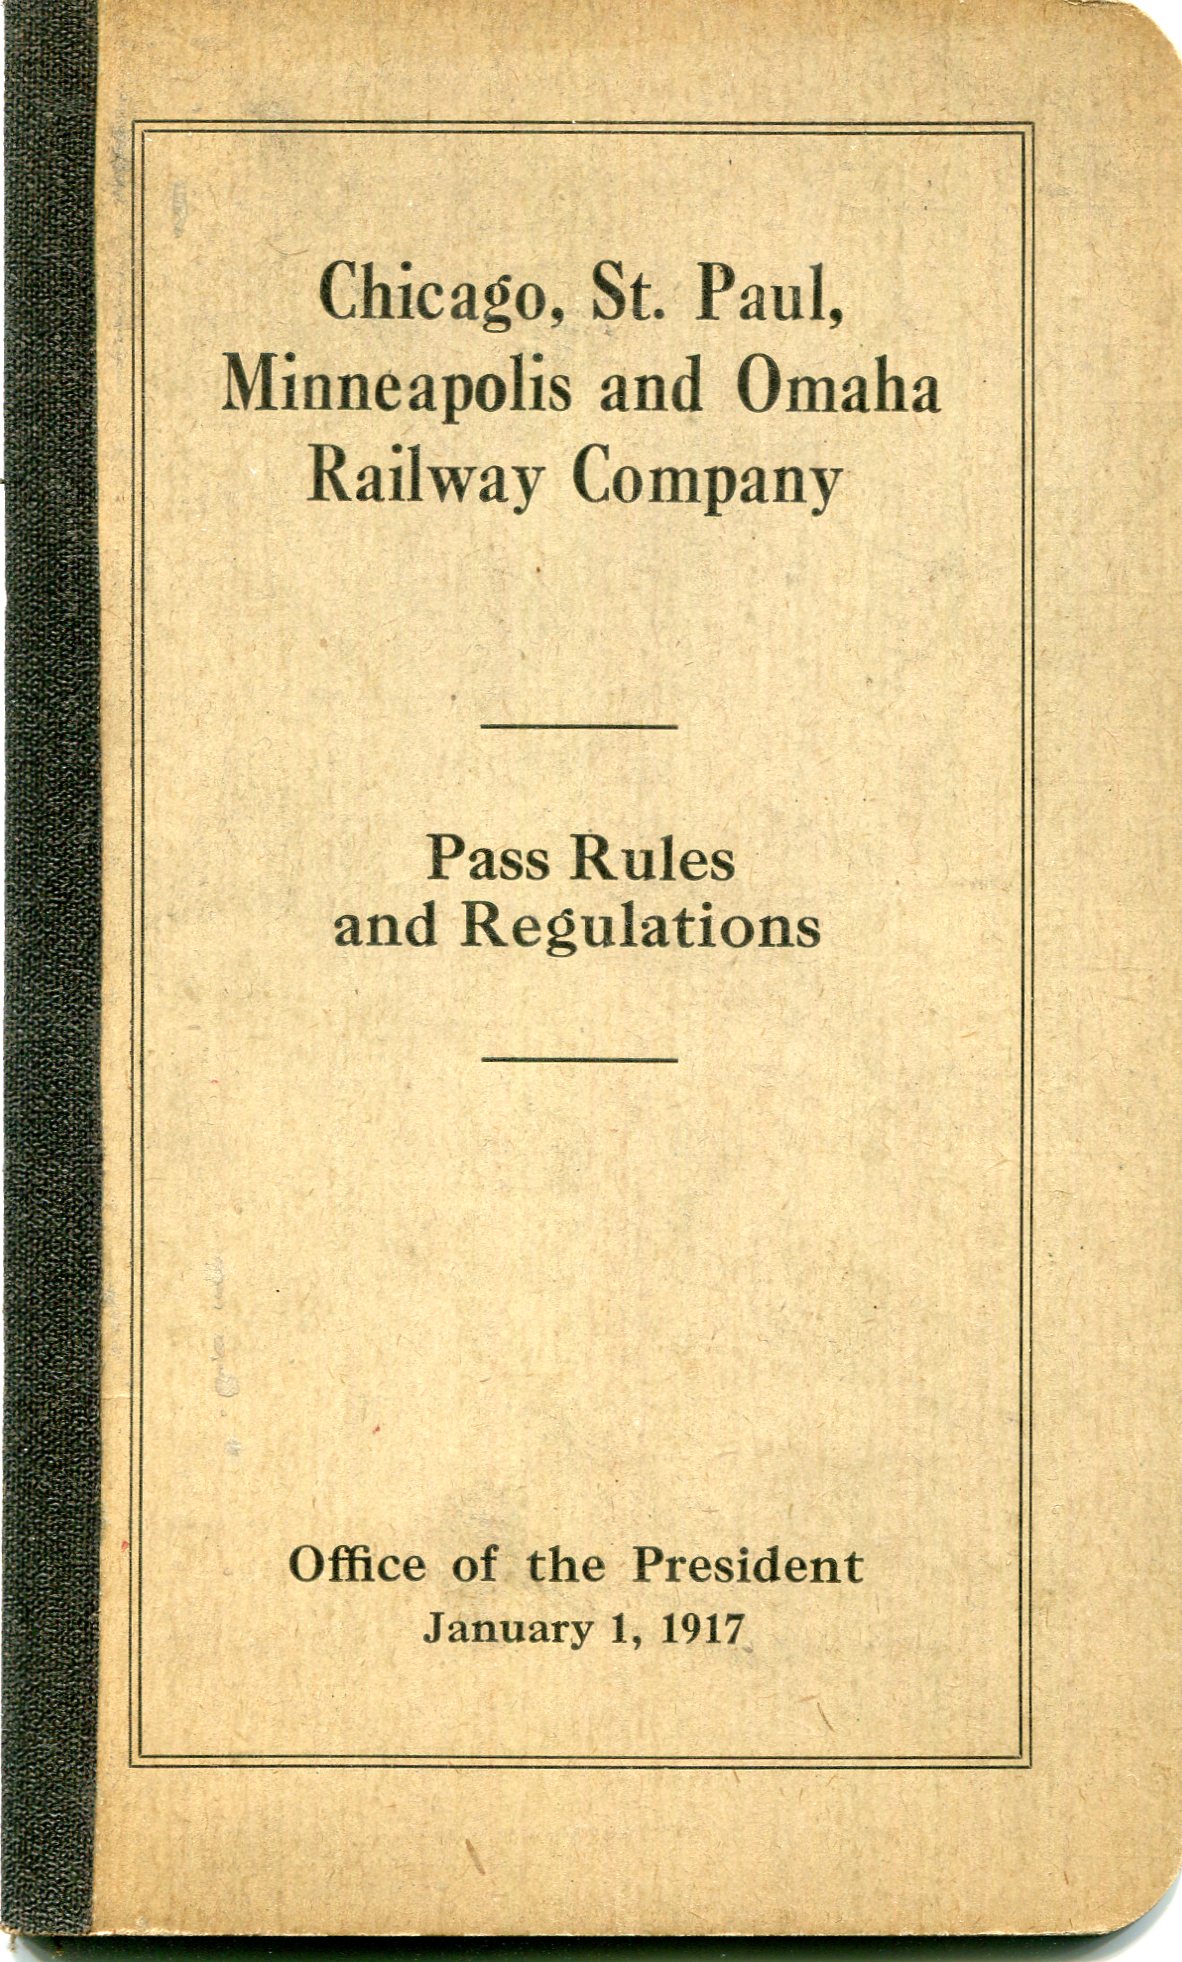 Chicago, St. Paul,
Minneapolis and Omaha
Railway Company
Pass Rules
and Regulations
Office of the President
January 1, 1917